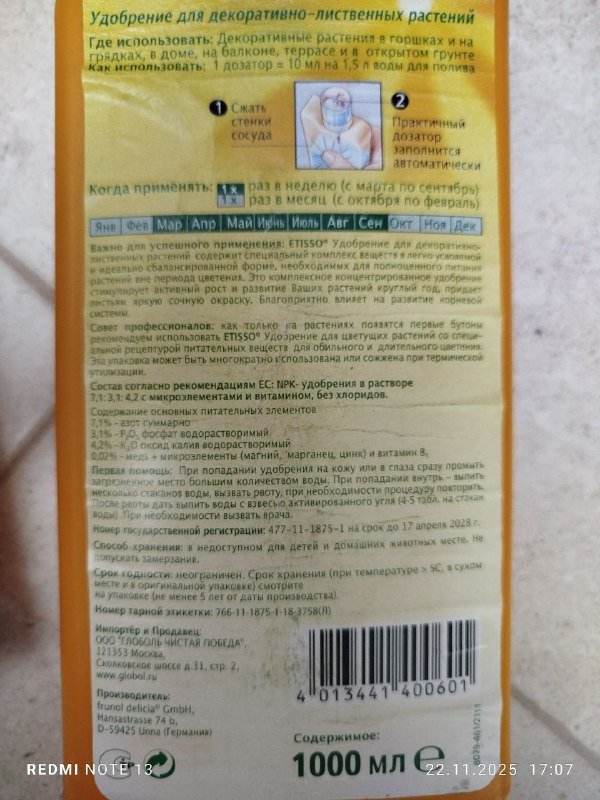 Удобрение для декоративно-лиственных растений
Где использовать: Декоративные растения в горшках и на
грядках, в доме, на балконе, террасе и в открытом грунте
Как использовать: 1 дозатор = 10 мл на 1,5 л воды для полива
1 Сжать
стенки
сосуда
2
Практичный
дозатор
заполнится
автоматически
Когда применять: 1 x раз в неделю (с марта по сентябрь)
1 x раз в месяц (с октября по февраль)
Янв Фев Мар Апр Май Июнь Июль Авг Сен Окт Ноя Дек
Важно для успешного применения: ETISSO® Удобрение для декоративно-
лиственных растений содержит специальный комплекс веществ в легко усвояемой
и идеально сбалансированной форме, необходимых для полноценного питания
растений вне периода цветения. Это комплексное концентрированное удобрение
стимулирует активный рост и развитие Ваших растений круглый год, придает
листьям яркую сочную окраску. Благоприятно влияет на развитие корневой
системы.
Совет профессионалов: как только на растениях появятся первые бутоны
рекомендуем использовать ETISSO® Удобрение для цветущих растений со специ-
альной рецептурой питательных веществ для обильного и длительного цветения.
Эта упаковка может быть многократно использована или сожжена при термической
утилизации.
Состав согласно рекомендациям ЕС: NPK- удобрения в растворе
7,1: 3,1: 4,2 с микроэлементами и витамином, без хлоридов.
Содержание основных питательных элементов
7,1% - азот суммарно
3,1% - P₂O₅ фосфат водорастворимый
4,2% - K₂O оксид калия водорастворимый
0,02% - медь + микроэлементы (магний, марганец, цинк) и витамин B₁
Первая помощь: При попадании удобрения на кожу или в глаза сразу промыть
загрязненное место большим количеством воды. При попадании внутрь - выпить
несколько стаканов воды, вызвать рвоту, при необходимости процедуру повторить.
После рвоты дать выпить воды с взвесью активированного угля (4-5 табл. на стакан
воды) При необходимости вызвать врача.
Номер государственной регистрации: 477-11-1875-1 на срок до 17 апреля 2028 г.
Способ хранения: в недоступном для детей и домашних животных месте. Не
допускать замерзания.
Срок годности: неограничен. Срок хранения (при температуре > 5С, в сухом
месте и в оригинальной упаковке) смотрите
на упаковке (не менее 5 лет от даты производства).
Номер тарной этикетки: 766-11-1875-1-18-3758(Л)
Импортёр и Продавец:
ООО "ГЛОБОЛЬ ЧИСТАЯ ПОБЕДА",
121353 Москва,
Сколковское шоссе д.31, стр. 2,
www.globol.ru
Производитель:
frunol delicia® GmbH,
Hansastrasse 74 b,
D-59425 Unna (Германия)
4 013441 400601
Содержимое:
1000 мл ℮
REDMI NOTE 13
22.11.2025 17:07